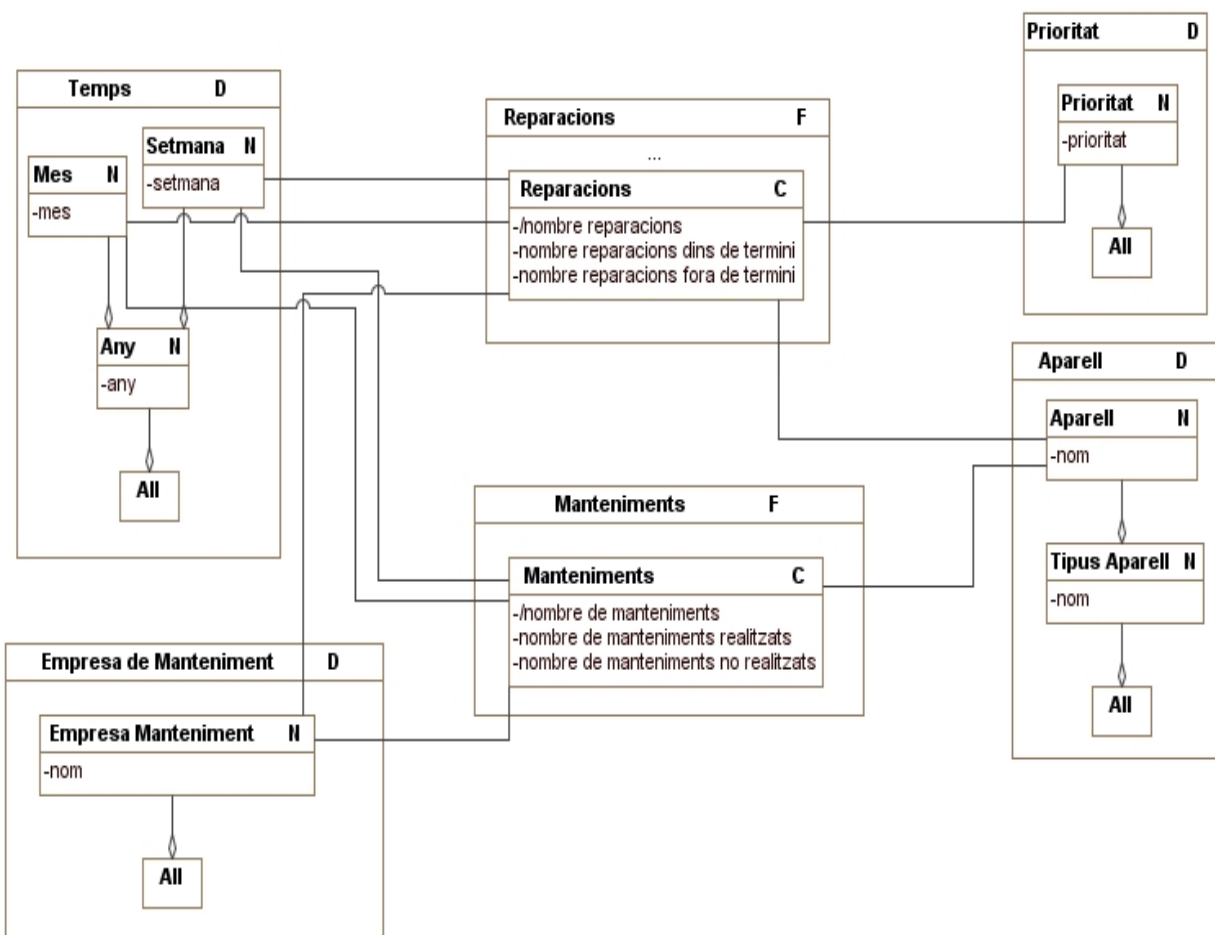 Temps D
Mes N
-mes
Setmana N
-setmana
Any N
-any
All
Reparacions F
...
Reparacions C
-/nombre reparacions
-nombre reparacions dins de termini
-nombre reparacions fora de termini
Prioritat D
Prioritat N
-prioritat
All
Aparell D
Aparell N
-nom
Tipus Aparell N
-nom
All
Manteniments F
Manteniments C
-/nombre de manteniments
-nombre de manteniments realitzats
-nombre de manteniments no realitzats
Empresa de Manteniment D
Empresa Manteniment N
-nom
All